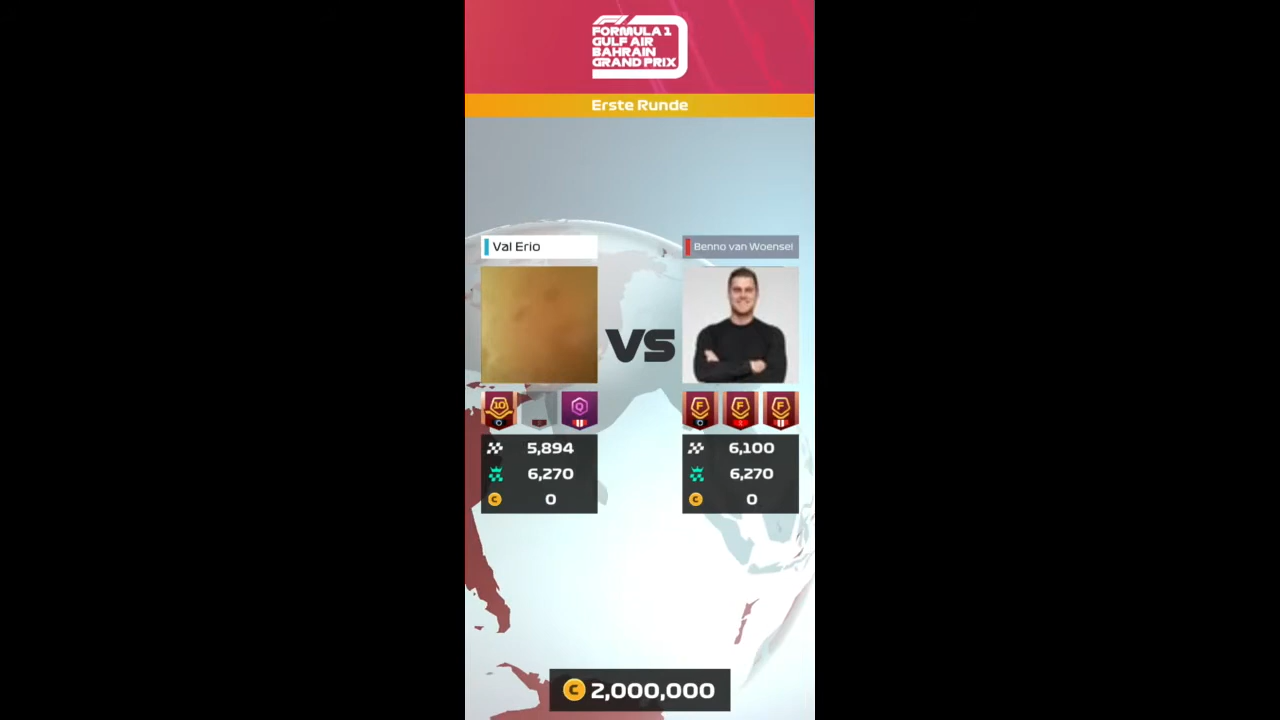 FORMULA 1
GULF AIR
BAHRAIN
GRAND PRIX
Erste Runde
Val Erio
Benno van Woensel
VS
10
Q
F
F
F
5,894
6,100
6,270
6,270
C
0
C
0
C 2,000,000